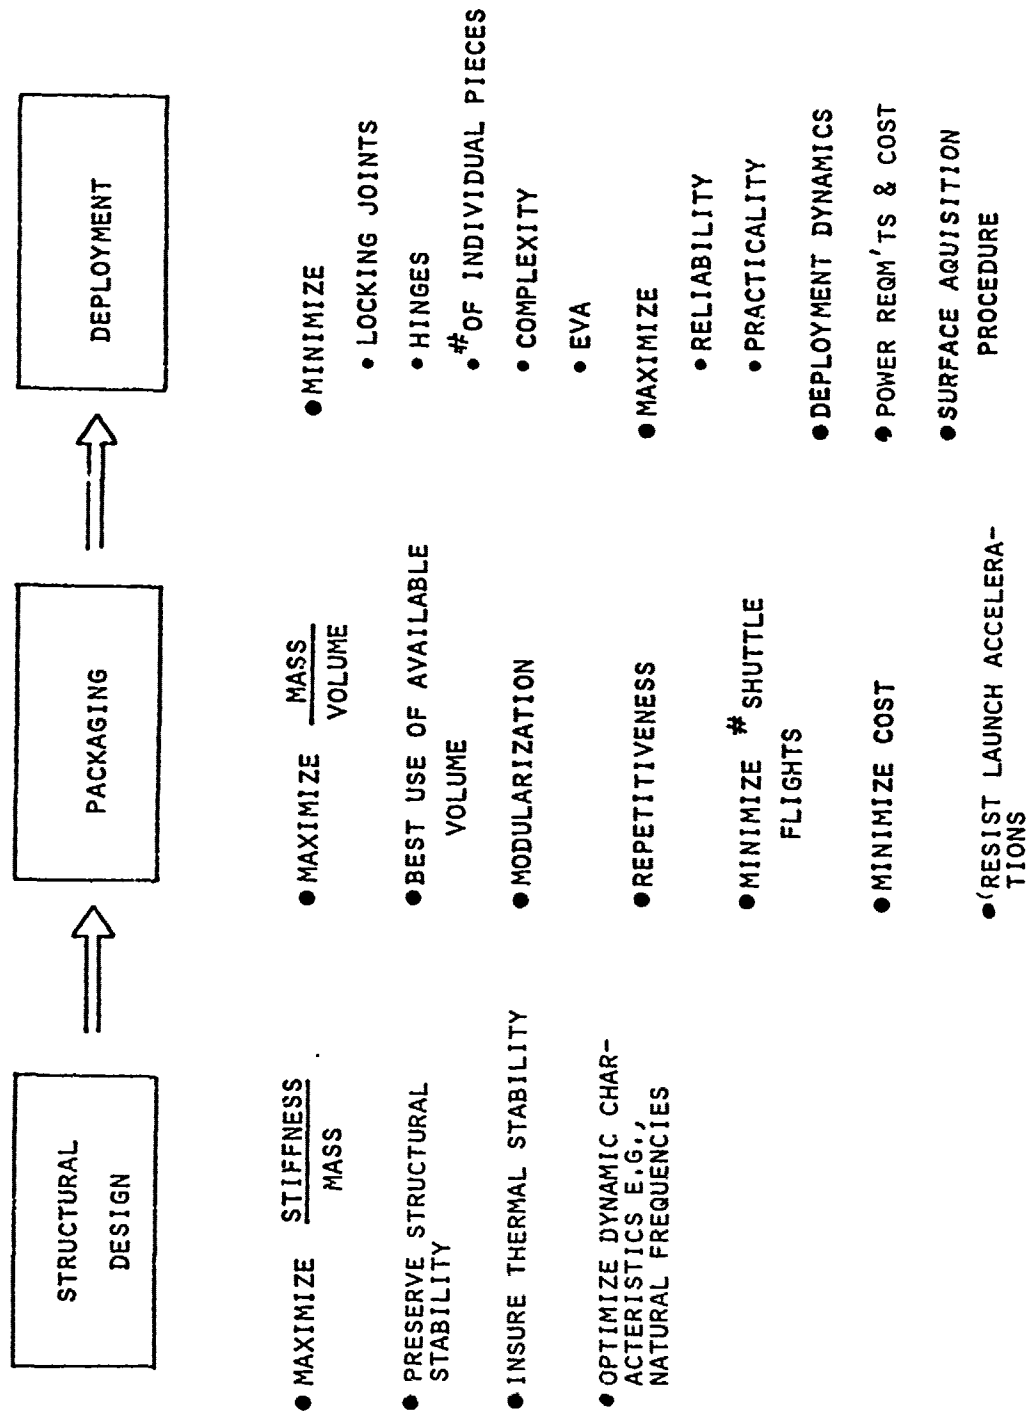 STRUCTURAL
DESIGN
● MAXIMIZE STIFFNESS
MASS
● PRESERVE STRUCTURAL
STABILITY
● INSURE THERMAL STABILITY
● OPTIMIZE DYNAMIC CHAR-
ACTERISTICS E.G.,
NATURAL FREQUENCIES
PACKAGING
● MAXIMIZE MASS
VOLUME
● BEST USE OF AVAILABLE
VOLUME
● MODULARIZATION
● REPETITIVENESS
● MINIMIZE # SHUTTLE
FLIGHTS
● MINIMIZE COST
● (RESIST LAUNCH ACCELERA-
TIONS
DEPLOYMENT
● MINIMIZE
• LOCKING JOINTS
• HINGES
• # OF INDIVIDUAL PIECES
• COMPLEXITY
• EVA
● MAXIMIZE
• RELIABILITY
• PRACTICALITY
● DEPLOYMENT DYNAMICS
● POWER REQM'TS & COST
● SURFACE AQUISITION
PROCEDURE